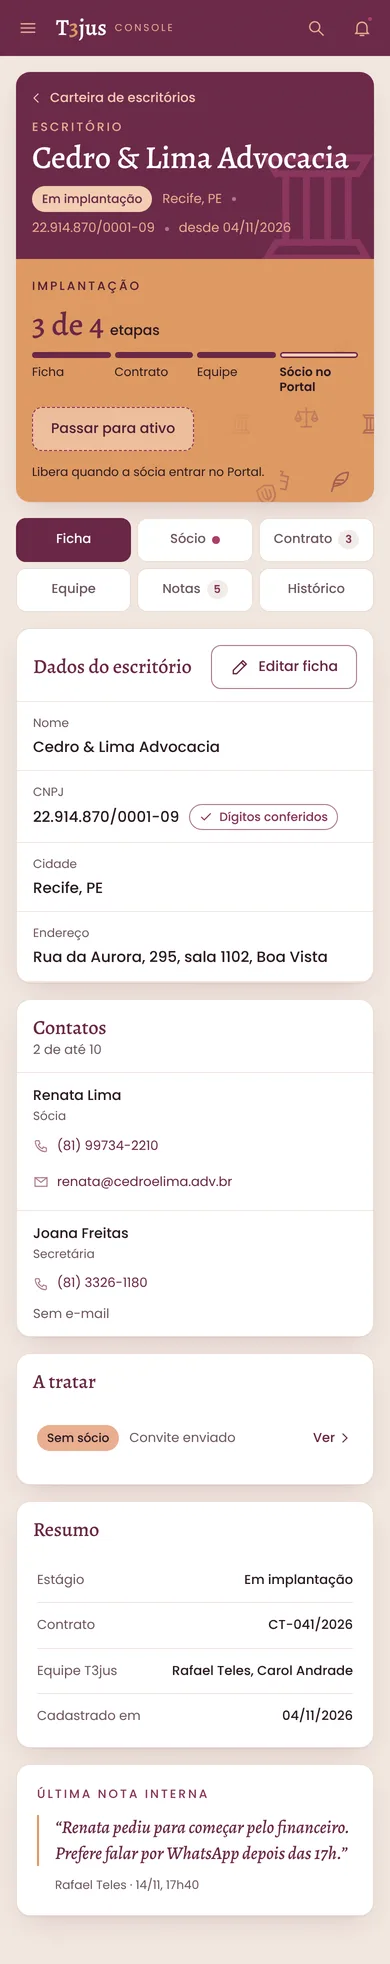 T3jus CONSOLE
Carteira de escritórios
ESCRITÓRIO
Cedro & Lima Advocacia
Em implantação Recife, PE •
22.914.870/0001-09 • desde 04/11/2026
IMPLANTAÇÃO
3 de 4 etapas
Ficha Contrato Equipe Sócio no
Portal
Passar para ativo
Libera quando a sócia entrar no Portal.
Ficha Sócio Contrato 3
Equipe Notas 5 Histórico
Dados do escritório Editar ficha
Nome
Cedro & Lima Advocacia
CNPJ
22.914.870/0001-09 Dígitos conferidos
Cidade
Recife, PE
Endereço
Rua da Aurora, 295, sala 1102, Boa Vista
Contatos
2 de até 10
Renata Lima
Sócia
(81) 99734-2210
renata@cedroelima.adv.br
Joana Freitas
Secretária
(81) 3326-1180
Sem e-mail
A tratar
Sem sócio Convite enviado Ver
Resumo
Estágio Em implantação
Contrato CT-041/2026
Equipe T3jus Rafael Teles, Carol Andrade
Cadastrado em 04/11/2026
ÚLTIMA NOTA INTERNA
“Renata pediu para começar pelo financeiro.
Prefere falar por WhatsApp depois das 17h.”
Rafael Teles · 14/11, 17h40